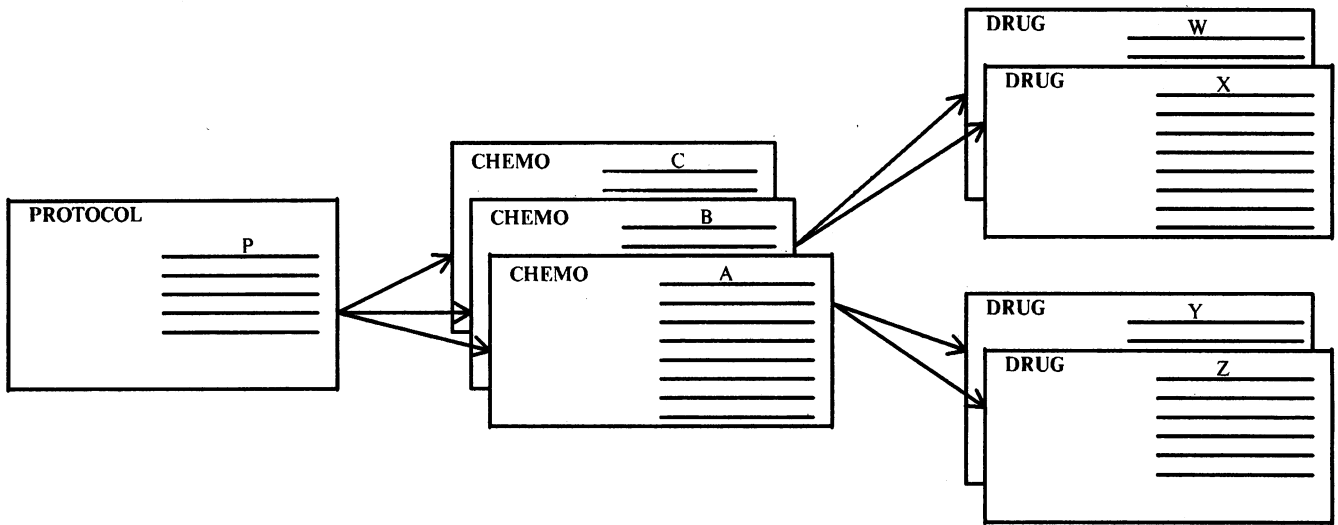 DRUG W
DRUG X
CHEMO C
PROTOCOL
CHEMO B
P
CHEMO A
DRUG Y
DRUG Z